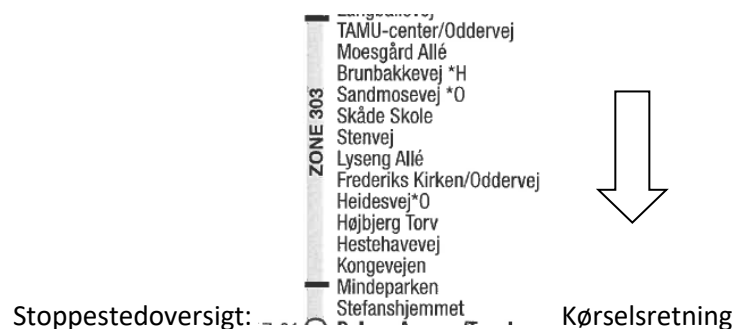 TAMU-center/Oddervej
Moesgård Allé
Brunbakkevej *H
Sandmosevej *O
Skåde Skole
Stenvej
Lyseng Allé
Frederiks Kirken/Oddervej
Heidesvej*O
Højbjerg Torv
Hestehavevej
Kongevejen
Mindeparken
Stefanshjemmet
ZONE 303
Stoppestedoversigt:
Kørselsretning